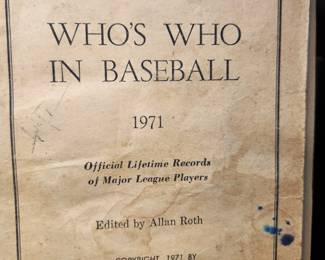 WHO'S WHO
IN BASEBALL
1971
Official Lifetime Records
of Major League Players
Edited by Allan Roth
COPYRIGHT, 1971 BY